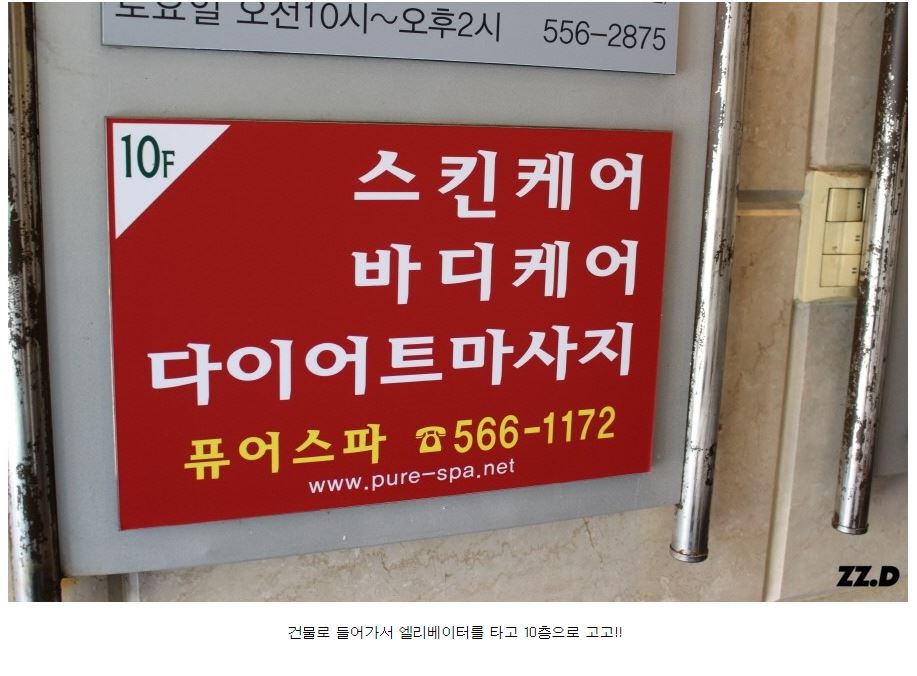 토요일 오전10시~오후2시 556-2875
10F
스킨케어
바디케어
다이어트마사지
퓨어스파 ☎566-1172
www.pure-spa.net
ZZ.D
건물로 들어가서 엘리베이터를 타고 10층으로 고고!!